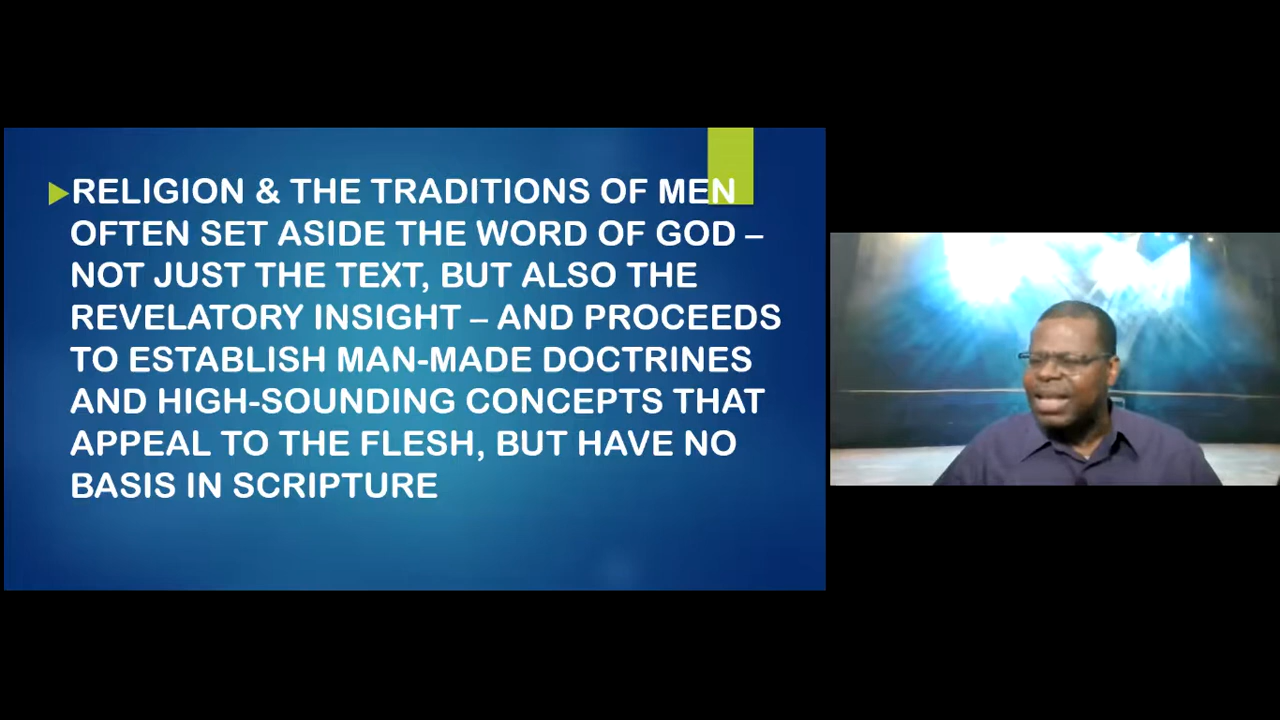 RELIGION & THE TRADITIONS OF MEN
OFTEN SET ASIDE THE WORD OF GOD –
NOT JUST THE TEXT, BUT ALSO THE
REVELATORY INSIGHT – AND PROCEEDS
TO ESTABLISH MAN-MADE DOCTRINES
AND HIGH-SOUNDING CONCEPTS THAT
APPEAL TO THE FLESH, BUT HAVE NO
BASIS IN SCRIPTURE